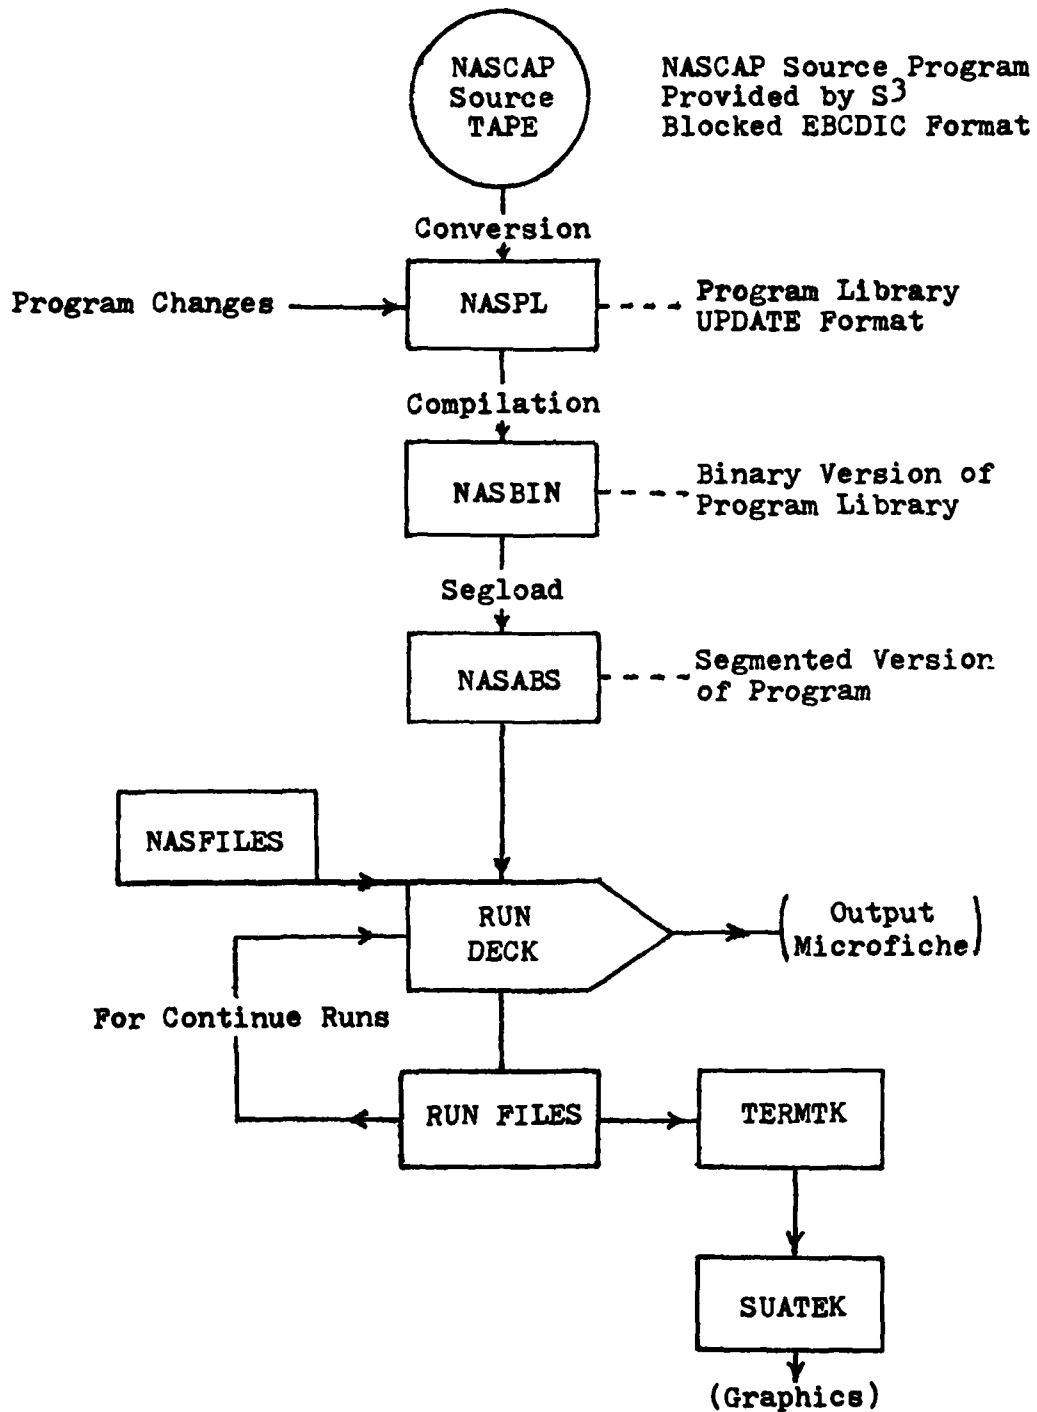 NASCAP
Source
TAPE
NASCAP Source Program
Provided by S3
Blocked EBCDIC Format
Conversion
Program Changes
NASPL
Program Library
UPDATE Format
Compilation
NASBIN
Binary Version of
Program Library
Segload
NASABS
Segmented Version
of Program
NASFILES
RUN
DECK
(Output
Microfiche)
For Continue Runs
RUN FILES
TERMTK
SUATEK
(Graphics)